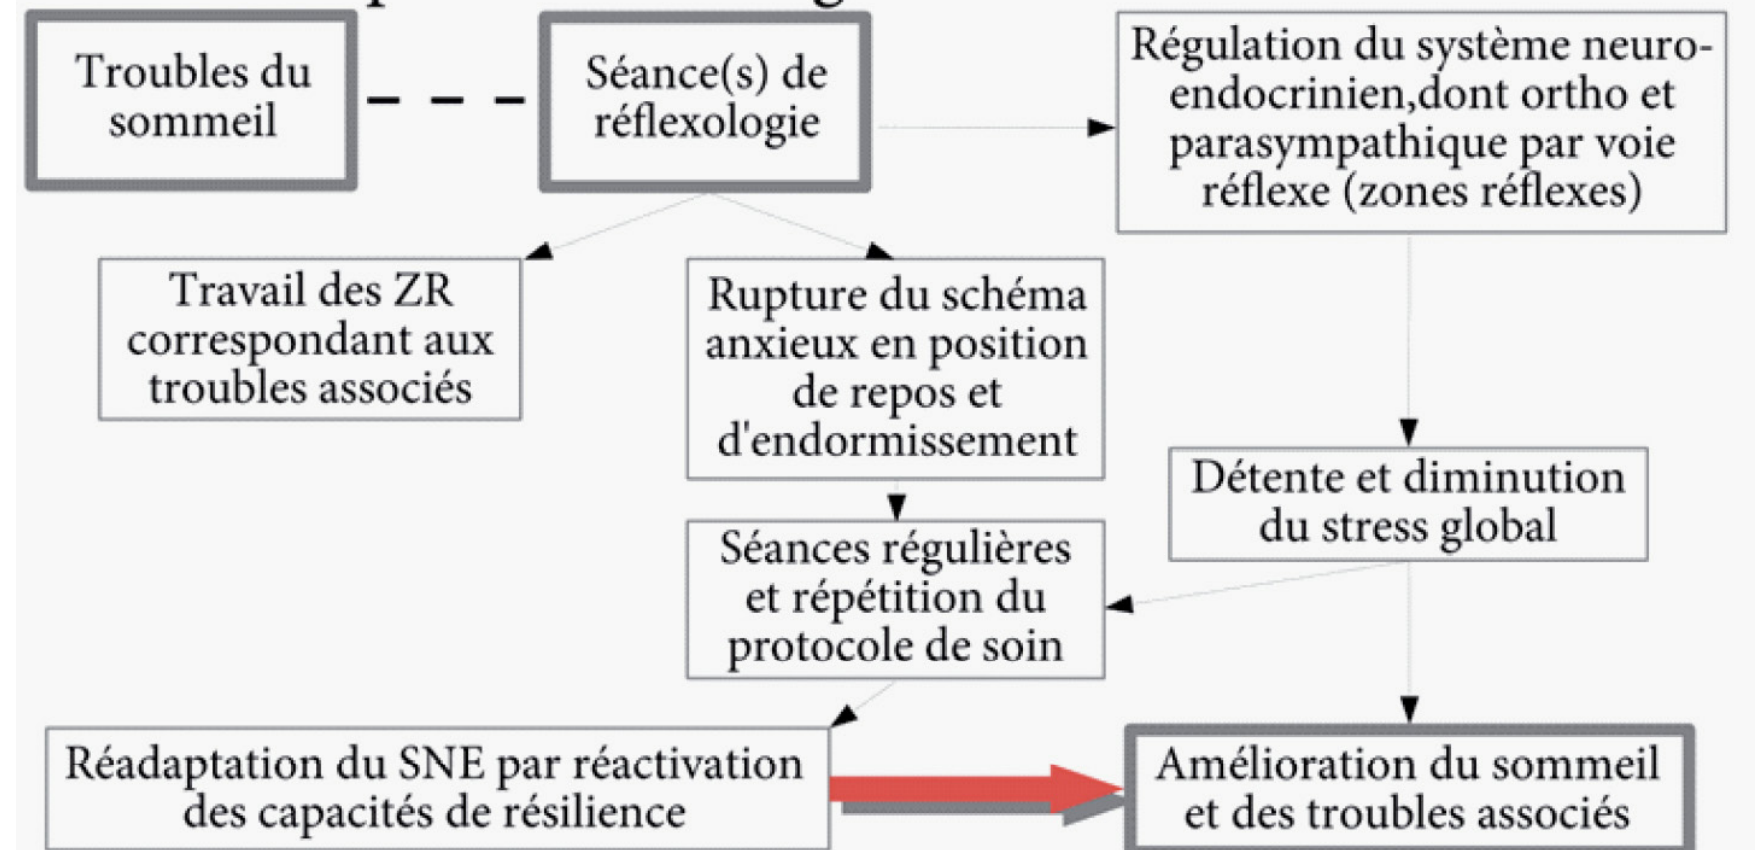 Troubles du
sommeil
Séance(s) de
réflexologie
Régulation du système neuro-
endocrinien,dont ortho et
parasympathique par voie
réflexe (zones réflexes)
Travail des ZR
correspondant aux
troubles associés
Rupture du schéma
anxieux en position
de repos et
d'endormissement
Détente et diminution
du stress global
Séances régulières
et répétition du
protocole de soin
Réadaptation du SNE par réactivation
des capacités de résilience
Amélioration du sommeil
et des troubles associés